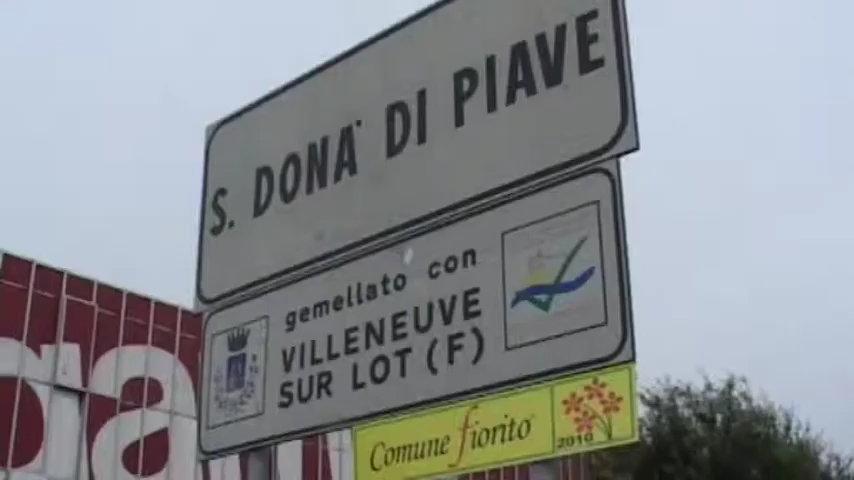 S. DONA' DI PIAVE
gemellato con
VILLENEUVE
SUR LOT (F)
Comune fiorito
2010